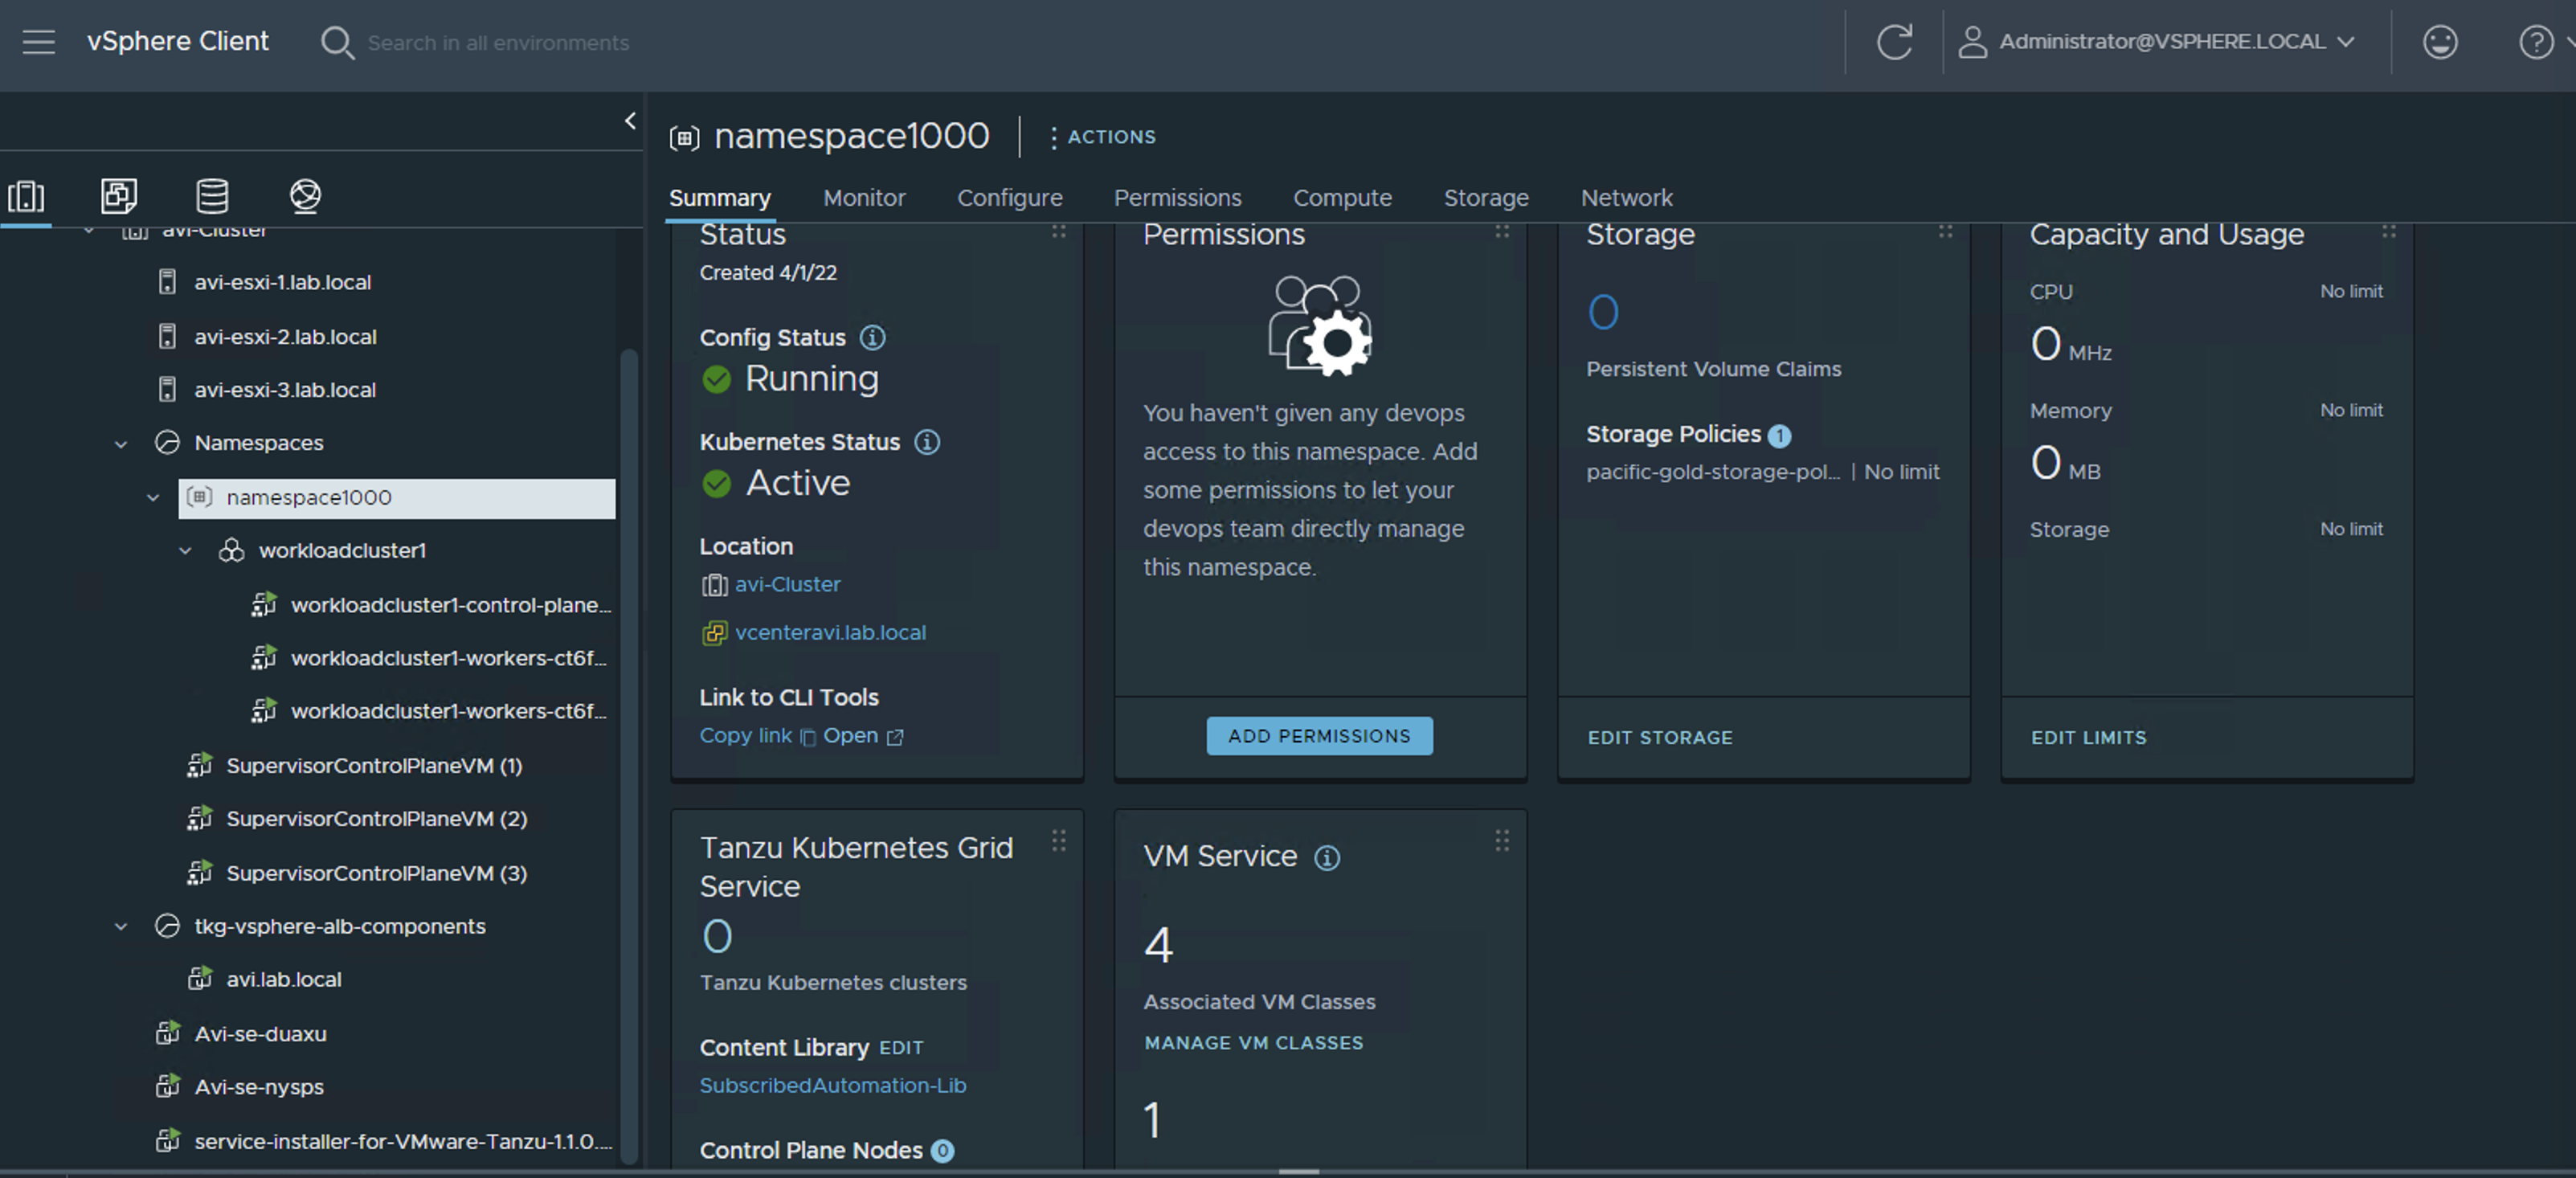 vSphere Client
Search in all environments
Administrator@VSPHERE.LOCAL
avi-Cluster
avi-esxi-1.lab.local
avi-esxi-2.lab.local
avi-esxi-3.lab.local
Namespaces
namespace1000
workloadcluster1
workloadcluster1-control-plane...
workloadcluster1-workers-ct6f...
workloadcluster1-workers-ct6f...
SupervisorControlPlaneVM (1)
SupervisorControlPlaneVM (2)
SupervisorControlPlaneVM (3)
tkg-vsphere-alb-components
avi.lab.local
Avi-se-duaxu
Avi-se-nysps
service-installer-for-VMware-Tanzu-1.1.0....
namespace1000
ACTIONS
Summary Monitor Configure Permissions Compute Storage Network
Status
Created 4/1/22
Config Status
Running
Kubernetes Status
Active
Location
avi-Cluster
vcenteravi.lab.local
Link to CLI Tools
Copy link Open
Permissions
You haven't given any devops
access to this namespace. Add
some permissions to let your
devops team directly manage
this namespace.
ADD PERMISSIONS
Storage
0
Persistent Volume Claims
Storage Policies 1
pacific-gold-storage-pol... | No limit
EDIT STORAGE
Capacity and Usage
CPU No limit
0 MHz
Memory No limit
0 MB
Storage No limit
EDIT LIMITS
Tanzu Kubernetes Grid
Service
0
Tanzu Kubernetes clusters
Content Library EDIT
SubscribedAutomation-Lib
Control Plane Nodes 0
VM Service
4
Associated VM Classes
MANAGE VM CLASSES
1